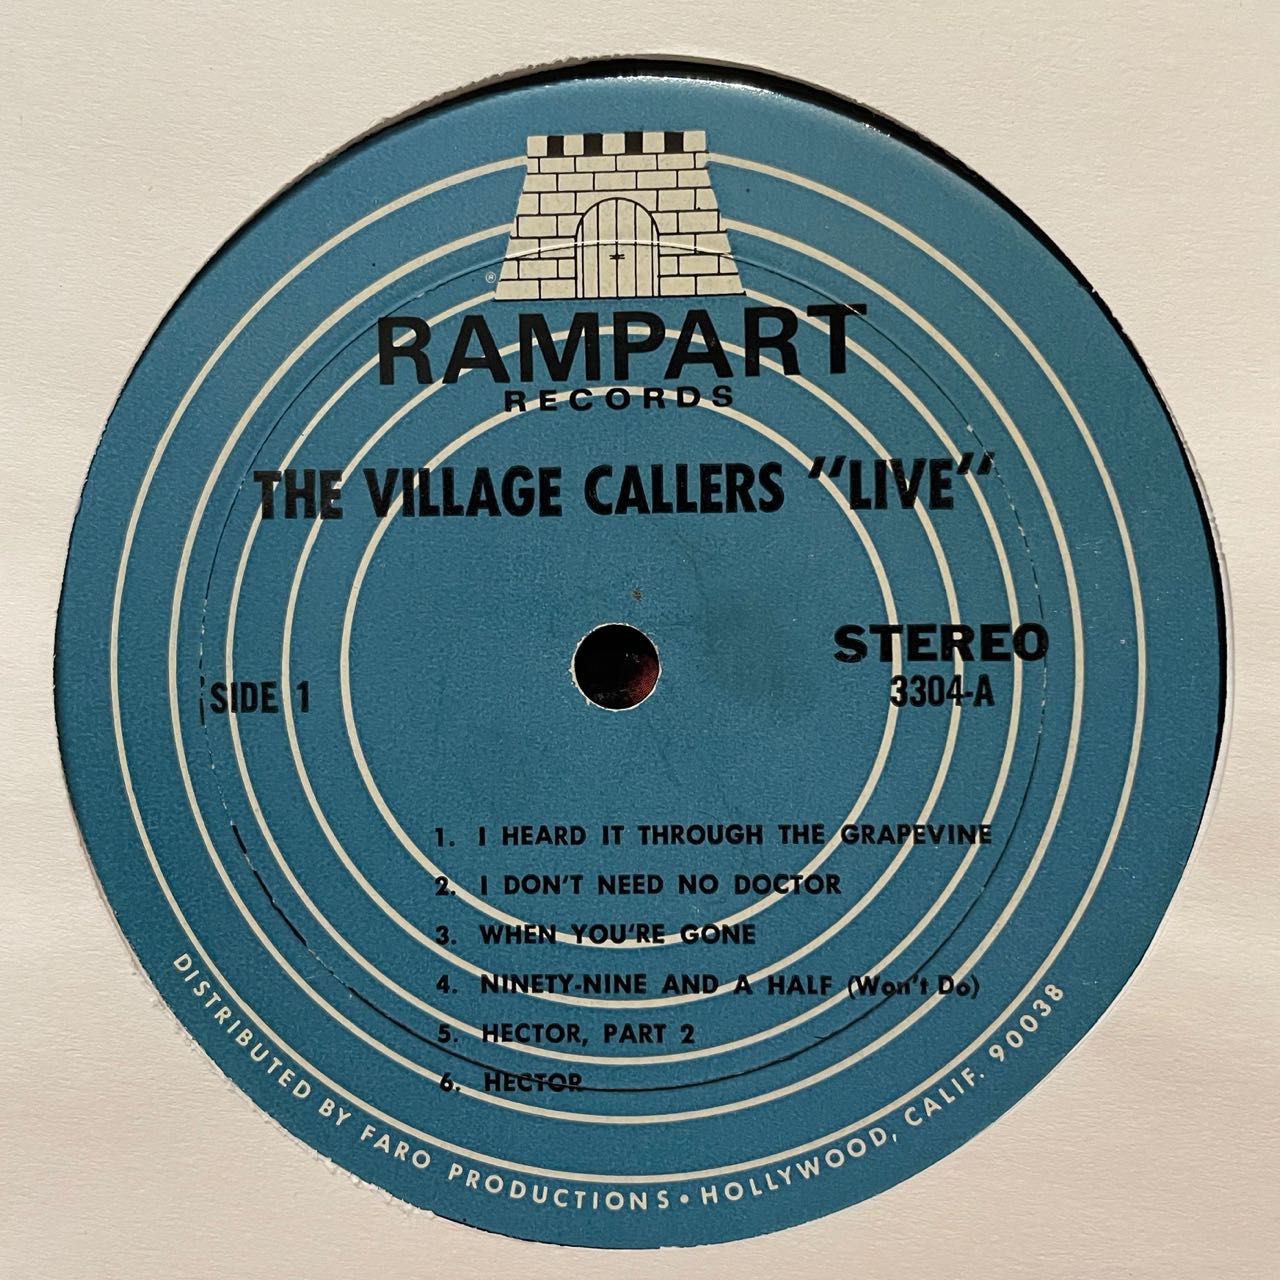 ®
RAMPART
RECORDS
THE VILLAGE CALLERS "LIVE"
STEREO
3304-A
SIDE 1
1. I HEARD IT THROUGH THE GRAPEVINE
2. I DON'T NEED NO DOCTOR
3. WHEN YOU'RE GONE
4. NINETY-NINE AND A HALF (Won't Do)
5. HECTOR, PART 2
6. HECTOR
DISTRIBUTED BY FARO PRODUCTIONS • HOLLYWOOD, CALIF. 90038